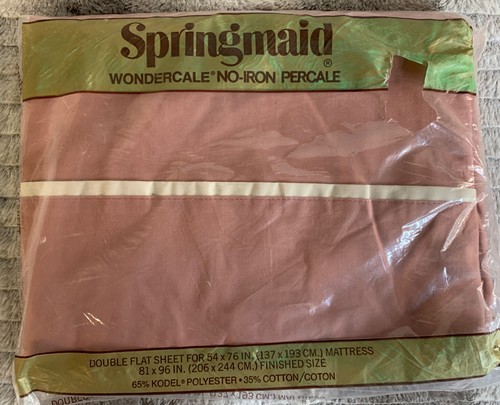 Springmaid®
WONDERCALE® NO-IRON PERCALE
DOUBLE FLAT SHEET FOR 54 x 76 IN. (137 x 193 CM.) MATTRESS
81 x 96 IN. (206 x 244 CM.) FINISHED SIZE
65% KODEL® POLYESTER • 35% COTTON/COTON